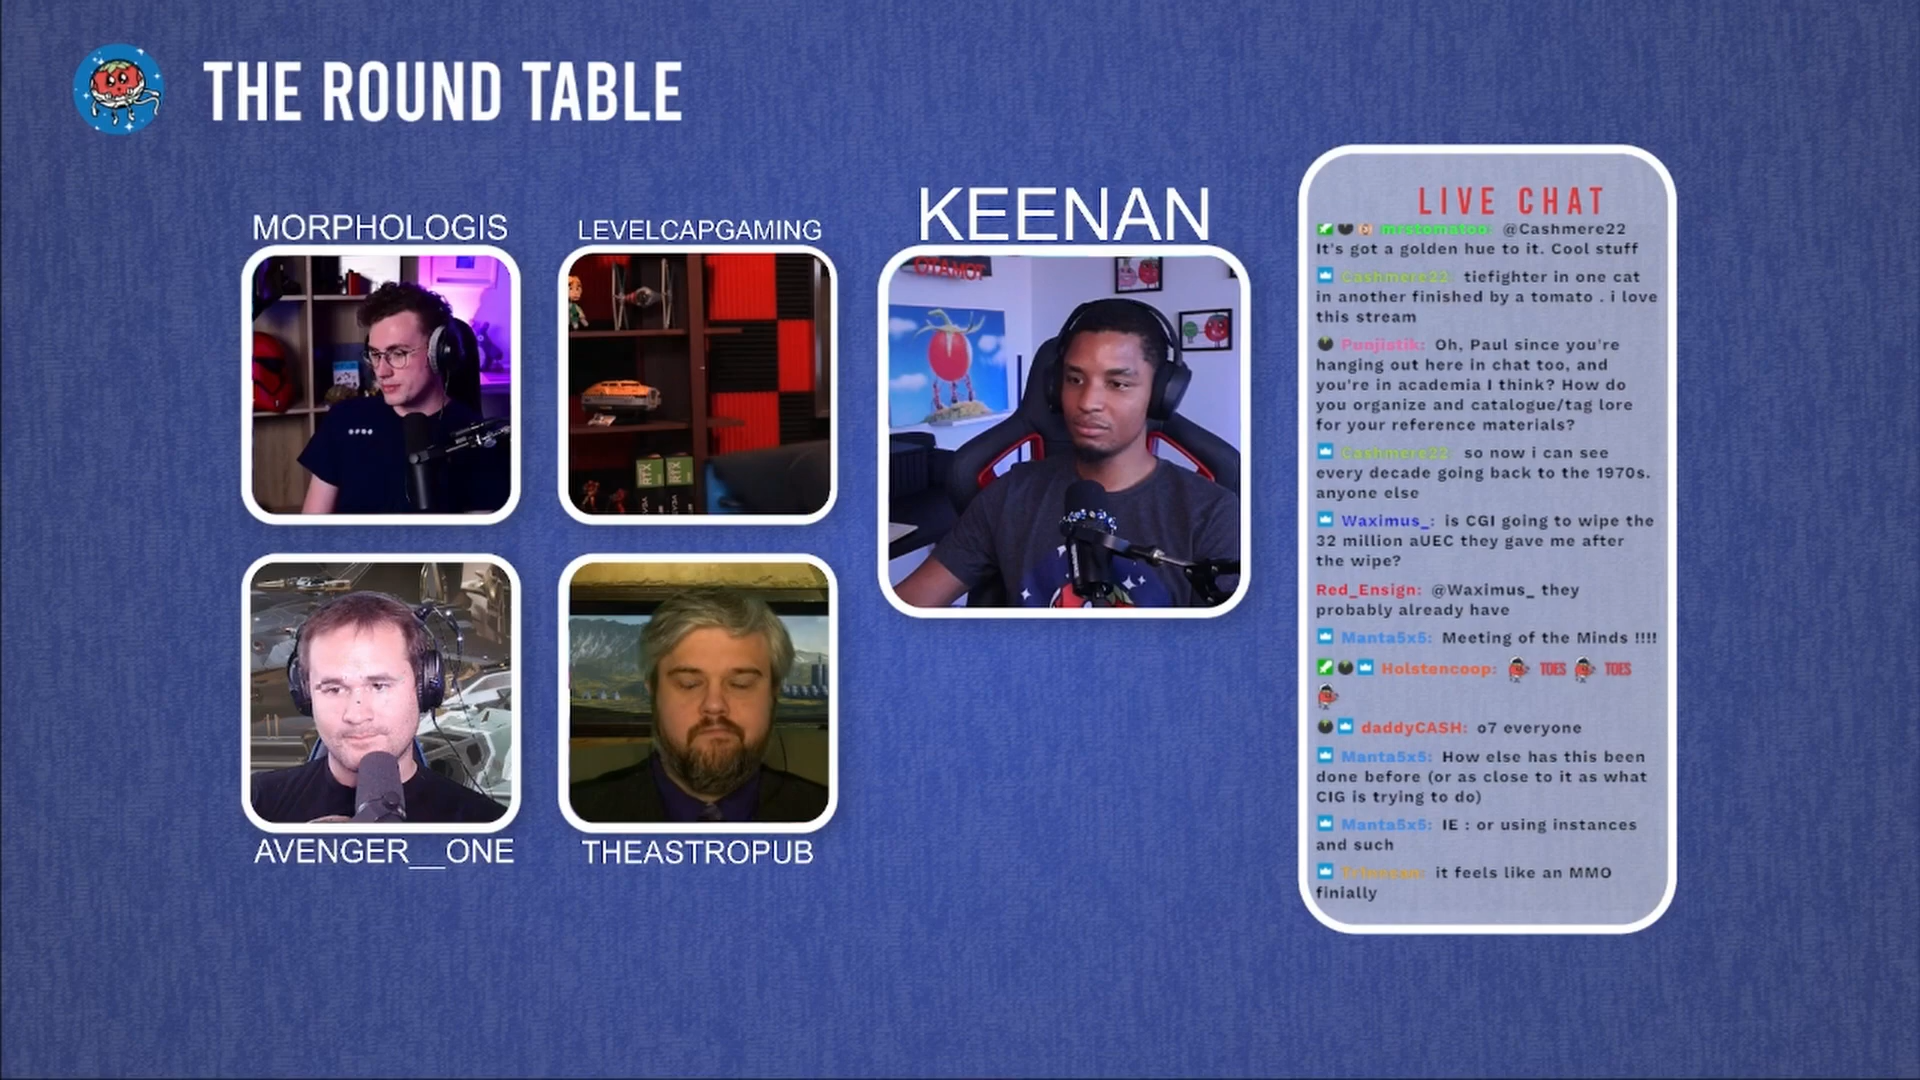 THE ROUND TABLE
MORPHOLOGIS
LEVELCAPGAMING
KEENAN
OTAMOT
RTX
RTX
AVENGER__ONE
THEASTROPUB
LIVE CHAT
mrstomatoo: @Cashmere22
It's got a golden hue to it. Cool stuff
Cashmere22 tiefighter in one cat
in another finished by a tomato . i love
this stream
Punjistik: Oh, Paul since you're
hanging out here in chat too, and
you're in academia I think? How do
you organize and catalogue/tag lore
for your reference materials?
Cashmere22 so now i can see
every decade going back to the 1970s.
anyone else
Waximus_: is CGI going to wipe the
32 million aUEC they gave me after
the wipe?
Red_Ensign: @Waximus_ they
probably already have
Manta5x5: Meeting of the Minds !!!!
Holstencoop: TOES TOES
daddyCASH: o7 everyone
Manta5x5: How else has this been
done before (or as close to it as what
CIG is trying to do)
Manta5x5: IE : or using instances
and such
it feels like an MMO
finially